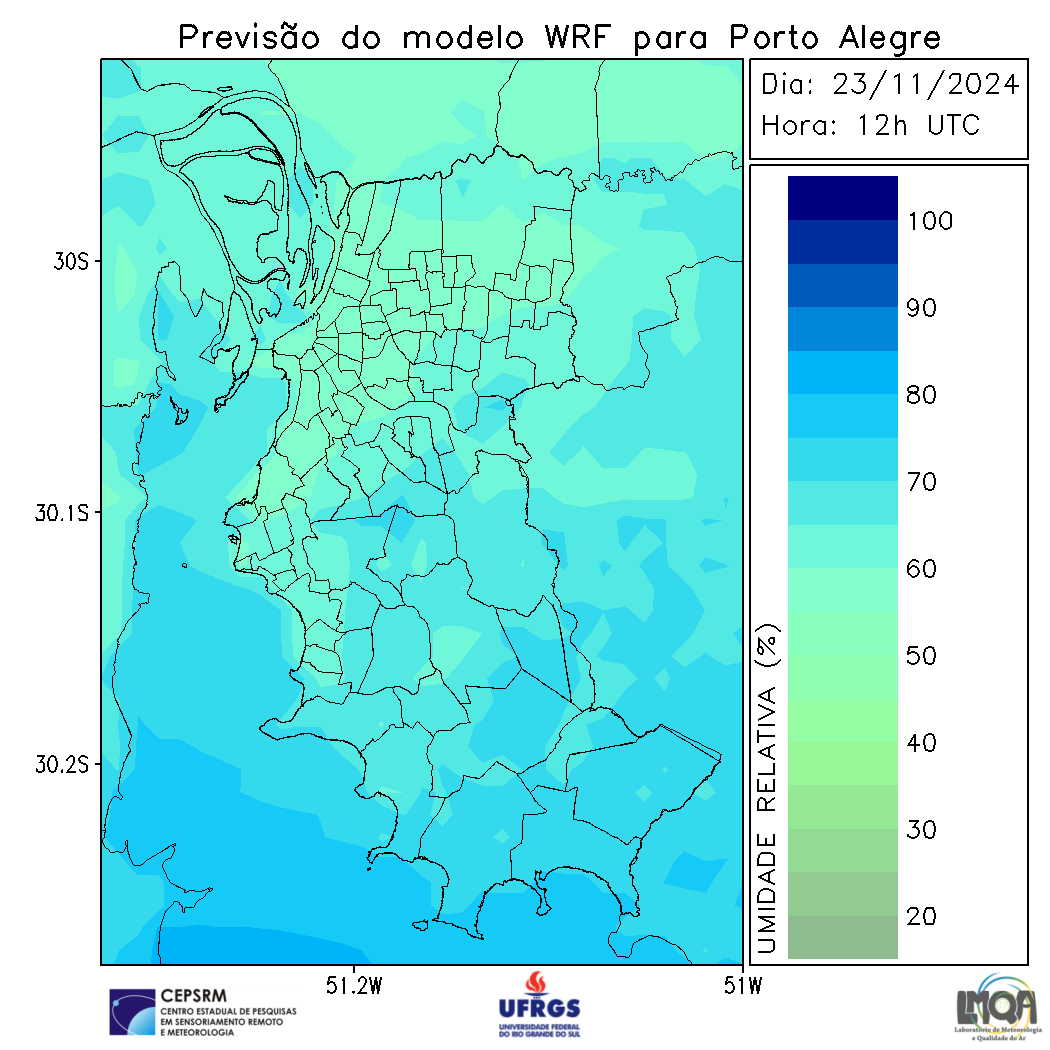 Previsão do modelo WRF para Porto Alegre
Dia: 23/11/2024
Hora: 12h UTC
30S
30.1S
30.2S
51.2W
51W
UMIDADE RELATIVA (%)
100
90
80
70
60
50
40
30
20
CEPSRM
CENTRO ESTADUAL DE PESQUISAS
EM SENSORIAMENTO REMOTO
E METEOROLOGIA
UFRGS
UNIVERSIDADE FEDERAL
DO RIO GRANDE DO SUL
LMQA
Laboratório de Meteorologia
e Qualidade do Ar